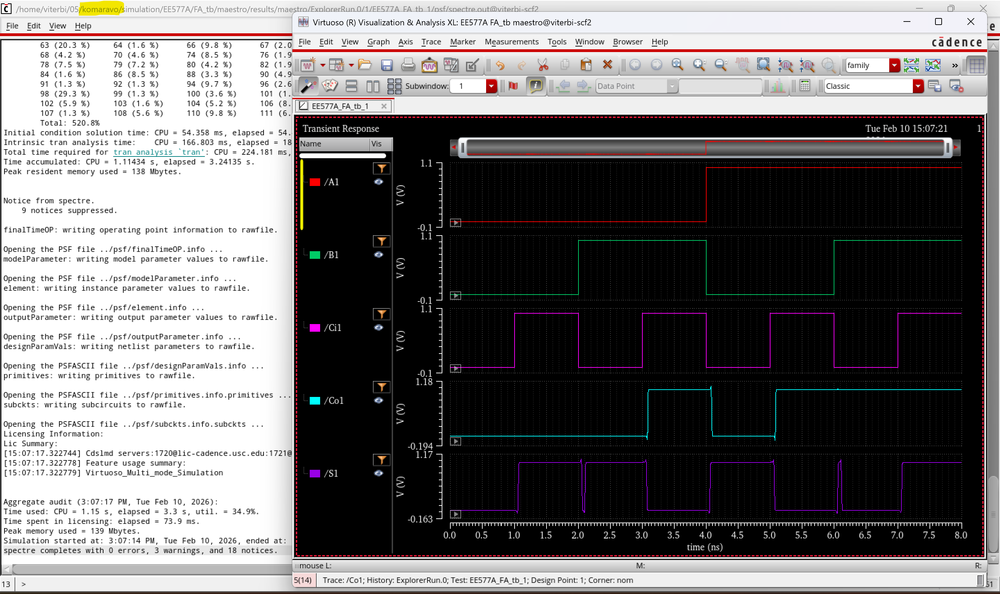 /home/viterbi/05/komaravo/simulation/EE577A/FA_tb/maestro/results/maestro/ExplorerRun.0/1/EE577A_FA_tb_1/psf/spectre.out@viterbi-scf2
File Edit View Help
63 (20.3 %) 64 (1.6 %) 66 (9.8 %) 67 (2.0
68 (4.2 %) 70 (4.6 %) 74 (8.5 %) 76 (1.9
78 (7.5 %) 79 (7.2 %) 80 (4.2 %) 82 (1.9
84 (1.6 %) 86 (8.5 %) 88 (3.3 %) 90 (4.9
91 (1.3 %) 92 (1.3 %) 94 (9.7 %) 96 (2.6
98 (29.3 %) 99 (1.3 %) 100 (3.6 %) 101 (1.
102 (5.9 %) 103 (1.6 %) 104 (5.2 %) 106 (8.
107 (1.3 %) 108 (5.6 %) 110 (9.8 %) 111 (6.
Total: 520.8%
Initial condition solution time: CPU = 54.358 ms, elapsed = 54.
Intrinsic tran analysis time: CPU = 166.803 ms, elapsed = 18
Total time required for tran analysis `tran': CPU = 224.181 ms,
Time accumulated: CPU = 1.11434 s, elapsed = 3.24135 s.
Peak resident memory used = 138 Mbytes.
Notice from spectre.
9 notices suppressed.
finalTimeOP: writing operating point information to rawfile.
Opening the PSF file ../psf/finalTimeOP.info ...
modelParameter: writing model parameter values to rawfile.
Opening the PSF file ../psf/modelParameter.info ...
element: writing instance parameter values to rawfile.
Opening the PSF file ../psf/element.info ...
outputParameter: writing output parameter values to rawfile.
Opening the PSF file ../psf/outputParameter.info ...
designParamVals: writing netlist parameters to rawfile.
Opening the PSFASCII file ../psf/designParamVals.info ...
primitives: writing primitives to rawfile.
Opening the PSFASCII file ../psf/primitives.info.primitives ...
subckts: writing subcircuits to rawfile.
Opening the PSFASCII file ../psf/subckts.info.subckts ...
Licensing Information:
Lic Summary:
[15:07:17.322744] Cdslmd servers:1720@lic-cadence.usc.edu:1721@
[15:07:17.322778] Feature usage summary:
[15:07:17.322779] Virtuoso_Multi_mode_Simulation
Aggregate audit (3:07:17 PM, Tue Feb 10, 2026):
Time used: CPU = 1.15 s, elapsed = 3.3 s, util. = 34.9%.
Time spent in licensing: elapsed = 73.9 ms.
Peak memory used = 139 Mbytes.
Simulation started at: 3:07:14 PM, Tue Feb 10, 2026, ended at:
spectre completes with 0 errors, 3 warnings, and 18 notices.
13 >
Virtuoso (R) Visualization & Analysis XL: EE577A FA_tb maestro@viterbi-scf2
File Edit View Graph Axis Trace Marker Measurements Tools Window Browser Help
cādence
family
Subwindow: 1 Data Point Classic
EE577A_FA_tb_1
Transient Response
Tue Feb 10 15:07:21 1
Name Vis
/A1
1.1
V (V)
-0.1
/B1
1.1
V (V)
-0.1
/Ci1
1.1
V (V)
-0.1
/Co1
1.18
V (V)
-0.194
/S1
1.17
V (V)
-0.163
0.0 0.5 1.0 1.5 2.0 2.5 3.0 3.5 4.0 4.5 5.0 5.5 6.0 6.5 7.0 7.5 8.0
time (ns)
mouse L: M: R:
5(14) Trace: /Co1; History: ExplorerRun.0; Test: EE577A_FA_tb_1; Design Point: 1; Corner: nom